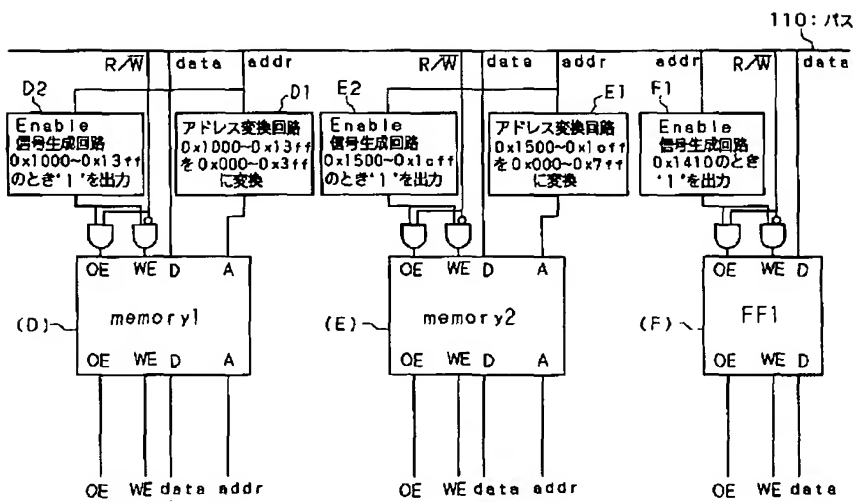 110: バス
R/W data addr R/W data addr addr R/W data
D2 D1 E2 E1 F1
Enable
信号生成回路
0x1000~0x13ff
のとき'1'を出力
アドレス変換回路
0x1000~0x13ff
を0x000~0x3ff
に変換
Enable
信号生成回路
0x1500~0x1cff
のとき'1'を出力
アドレス変換回路
0x1500~0x1cff
を0x000~0x7ff
に変換
Enable
信号生成回路
0x1410のとき
'1'を出力
OE WE D A
(D) memory1
OE WE D A
OE WE D A
(E) memory2
OE WE D A
OE WE D
(F) FF1
OE WE D
OE WE data addr OE WE data addr OE WE data